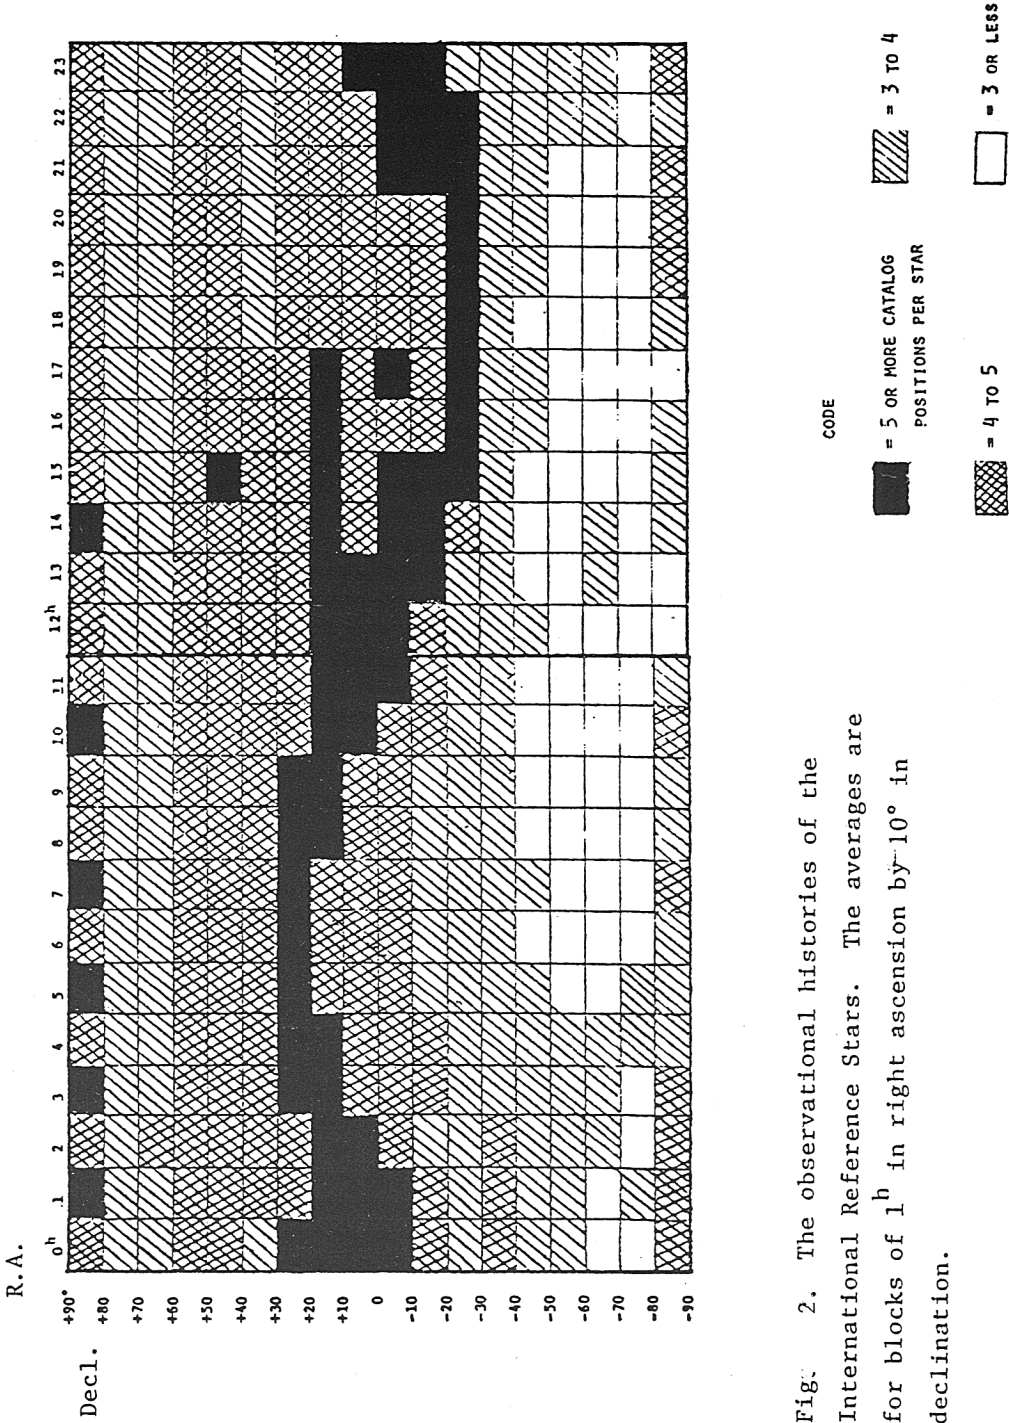 R.A.
0ʰ 1 2 3 4 5 6 7 8 9 10 11 12ʰ 13 14 15 16 17 18 19 20 21 22 23
Decl.
+90°
+80
+70
+60
+50
+40
+30
+20
+10
0
-10
-20
-30
-40
-50
-60
-70
-80
-90
CODE
= 5 OR MORE CATALOG
POSITIONS PER STAR
= 3 TO 4
= 4 TO 5
= 3 OR LESS
Fig. 2. The observational histories of the
International Reference Stars. The averages are
for blocks of 1ʰ in right ascension by 10° in
declination.